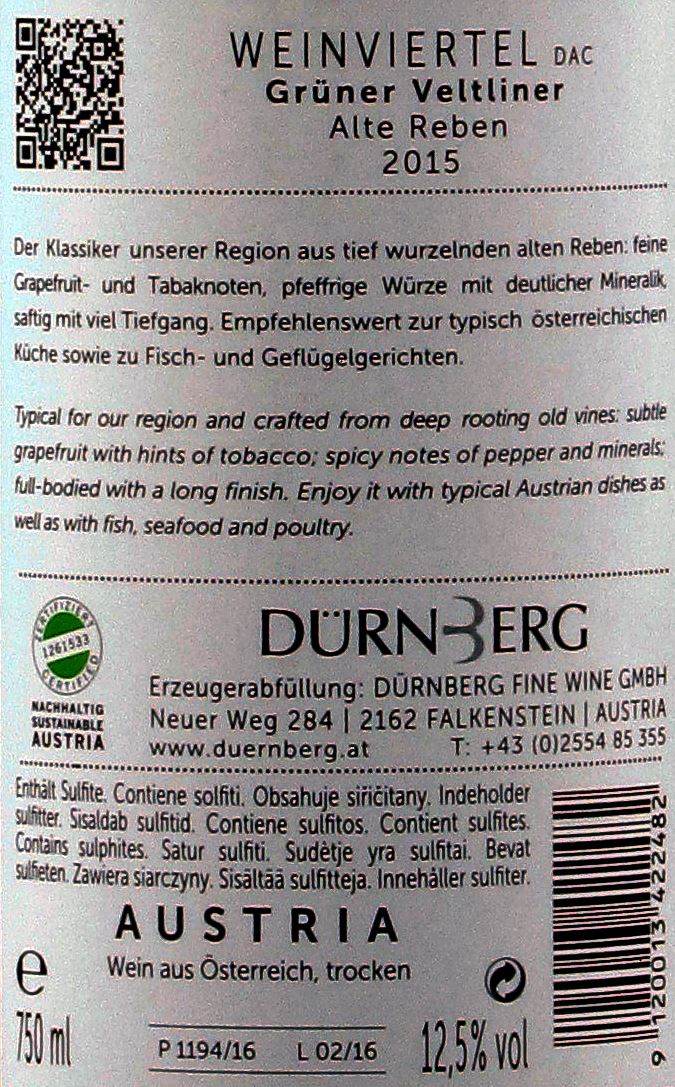 WEINVIERTEL DAC
Grüner Veltliner
Alte Reben
2015
Der Klassiker unserer Region aus tief wurzelnden alten Reben: feine
Grapefruit- und Tabaknoten, pfeffrige Würze mit deutlicher Mineralik,
saftig mit viel Tiefgang. Empfehlenswert zur typisch österreichischen
Küche sowie zu Fisch- und Geflügelgerichten.
Typical for our region and crafted from deep rooting old vines: subtle
grapefruit with hints of tobacco; spicy notes of pepper and minerals;
full-bodied with a long finish. Enjoy it with typical Austrian dishes as
well as with fish, seafood and poultry.
ZERTIFIZIERT
1261533
CERTIFIED
NACHHALTIG
SUSTAINABLE
AUSTRIA
DÜRNBERG
Erzeugerabfüllung: DÜRNBERG FINE WINE GMBH
Neuer Weg 284 | 2162 FALKENSTEIN | AUSTRIA
www.duernberg.at T: +43 (0)2554 85 355
Enthält Sulfite. Contiene solfiti. Obsahuje siřičitany. Indeholder
sulfitter. Sisaldab sulfitid. Contiene sulfitos. Contient sulfites.
Contains sulphites. Satur sulfiti. Sudètje yra sulfitai. Bevat
sulfieten. Zawiera siarczyny. Sisältää sulfitteja. Innehåller sulfiter.
AUSTRIA
Wein aus Österreich, trocken
e
750 ml
P 1194/16 L 02/16
12,5% vol
9 120013 422482